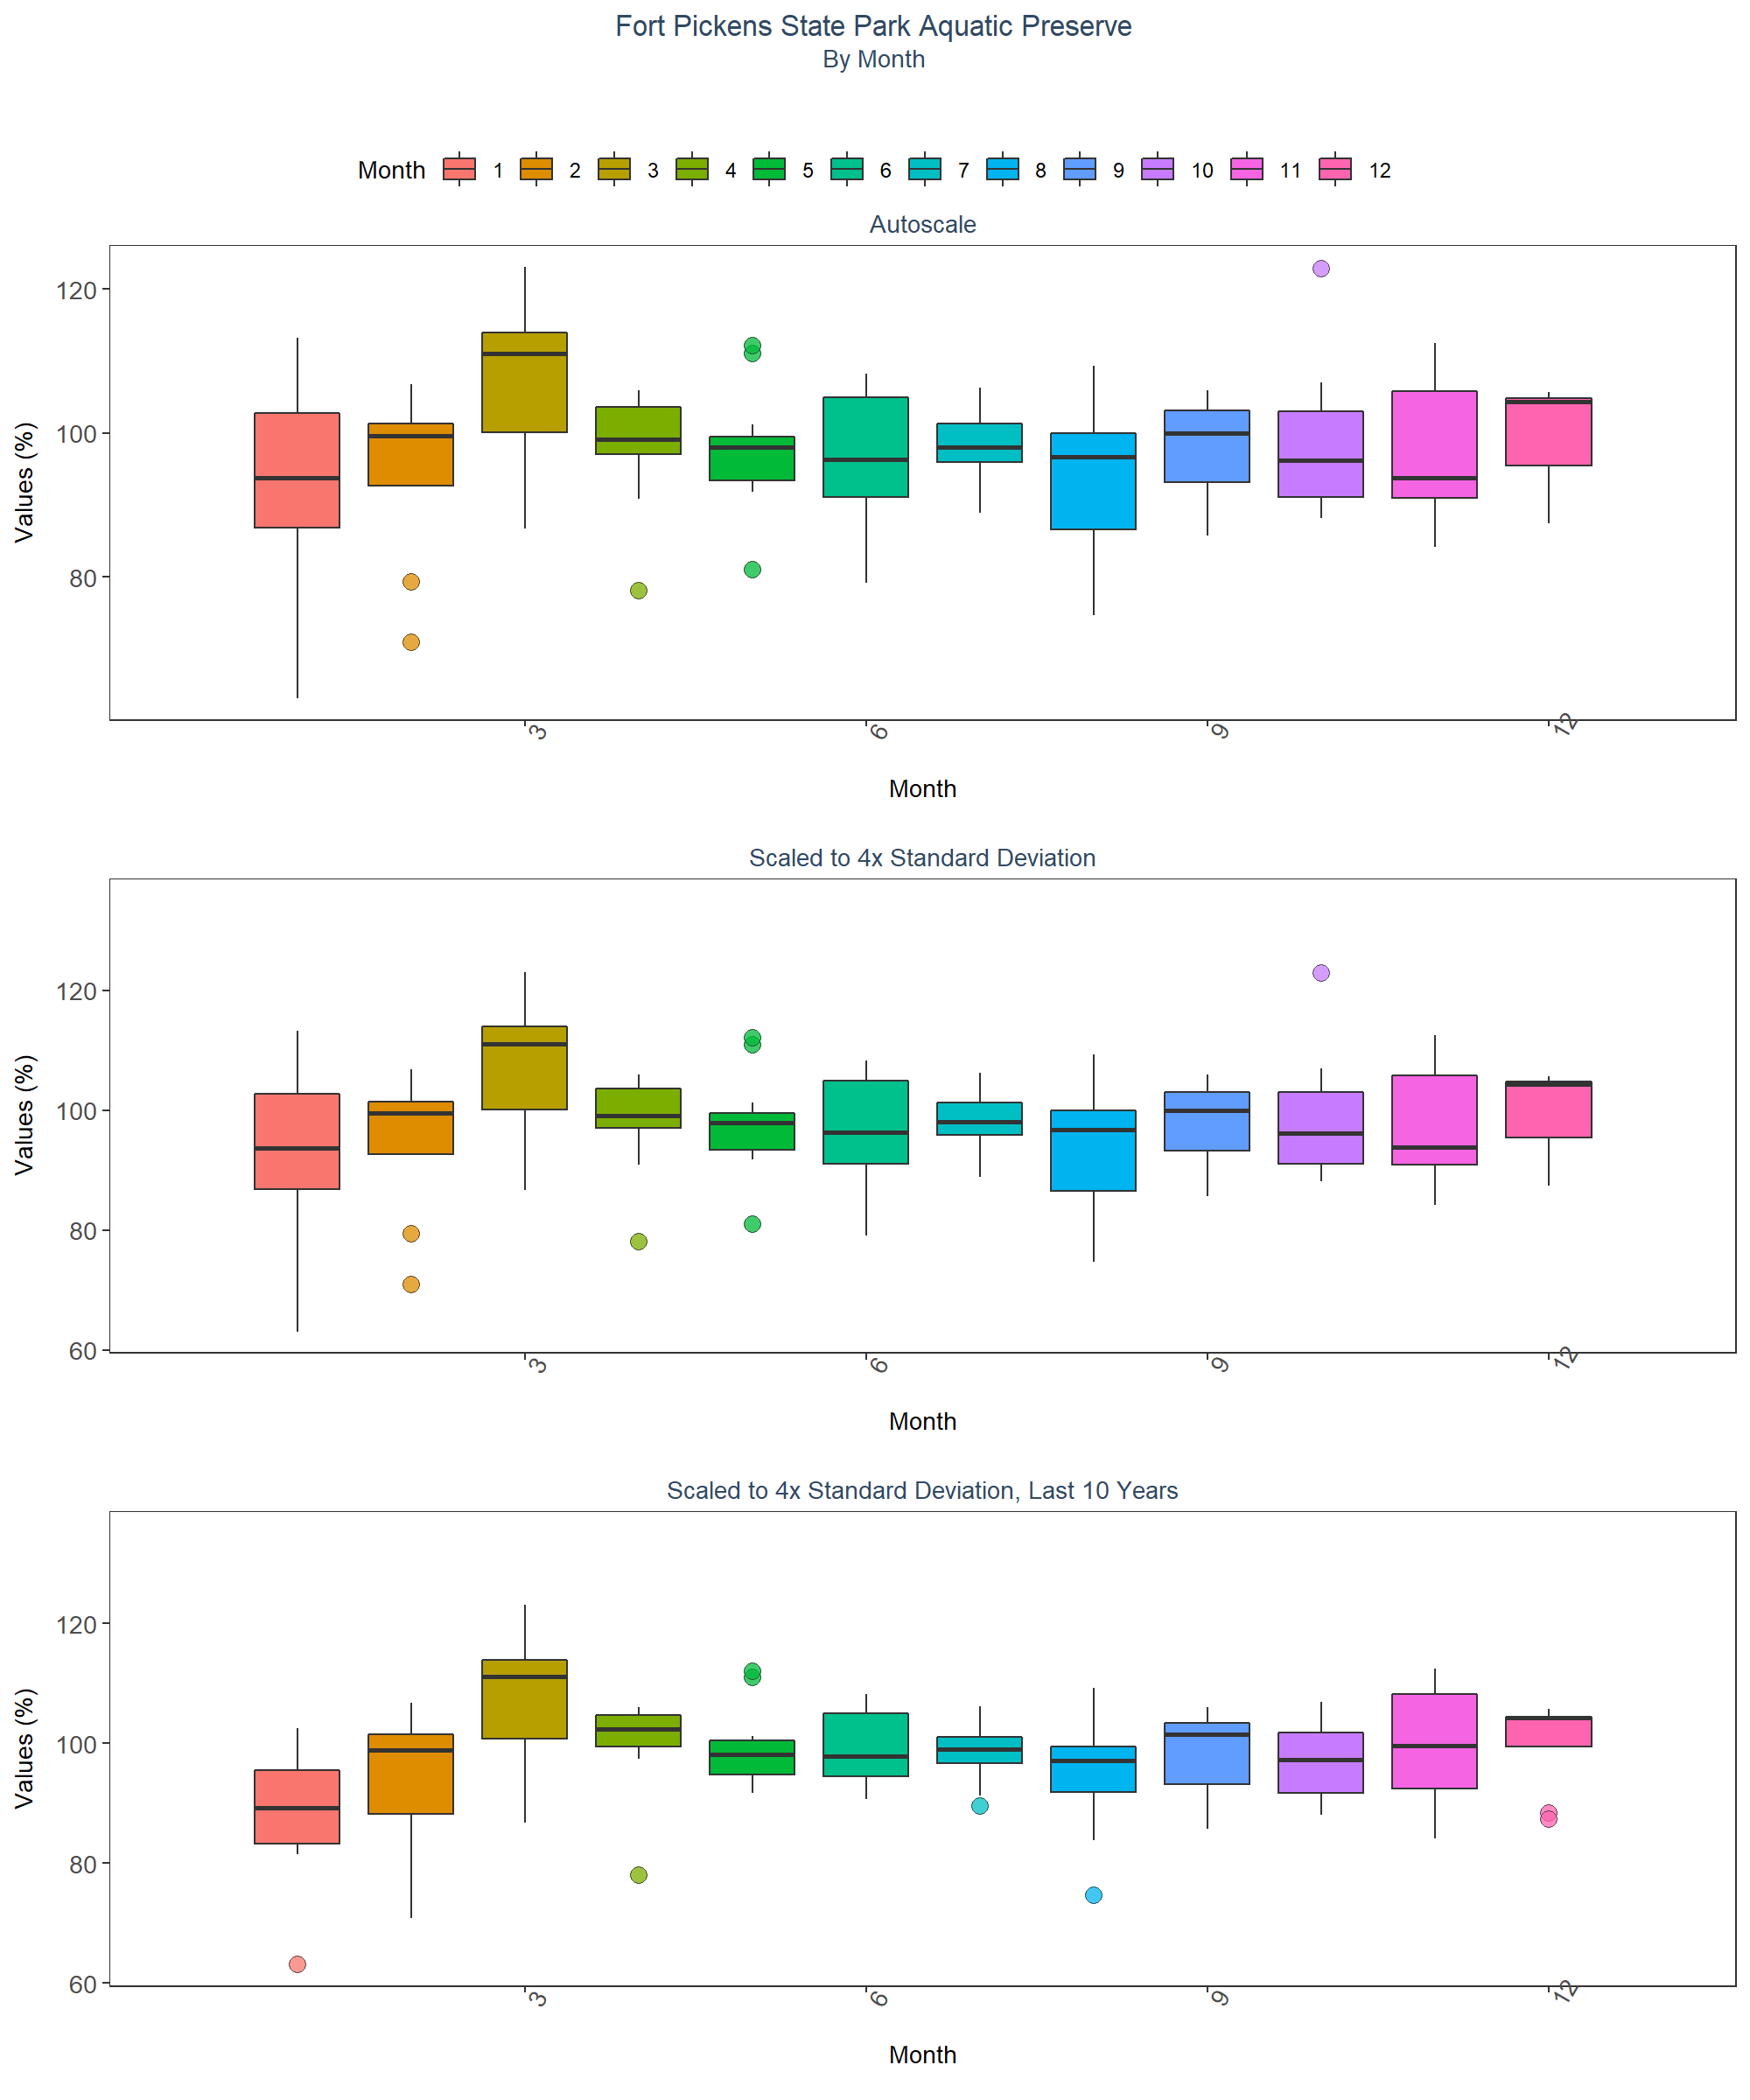 Fort Pickens State Park Aquatic Preserve
By Month
Month 1 2 3 4 5 6 7 8 9 10 11 12
Autoscale
Values (%)
120
100
80
3 6 9 12
Month
Scaled to 4x Standard Deviation
Values (%)
120
100
80
60
3 6 9 12
Month
Scaled to 4x Standard Deviation, Last 10 Years
Values (%)
120
100
80
60
3 6 9 12
Month